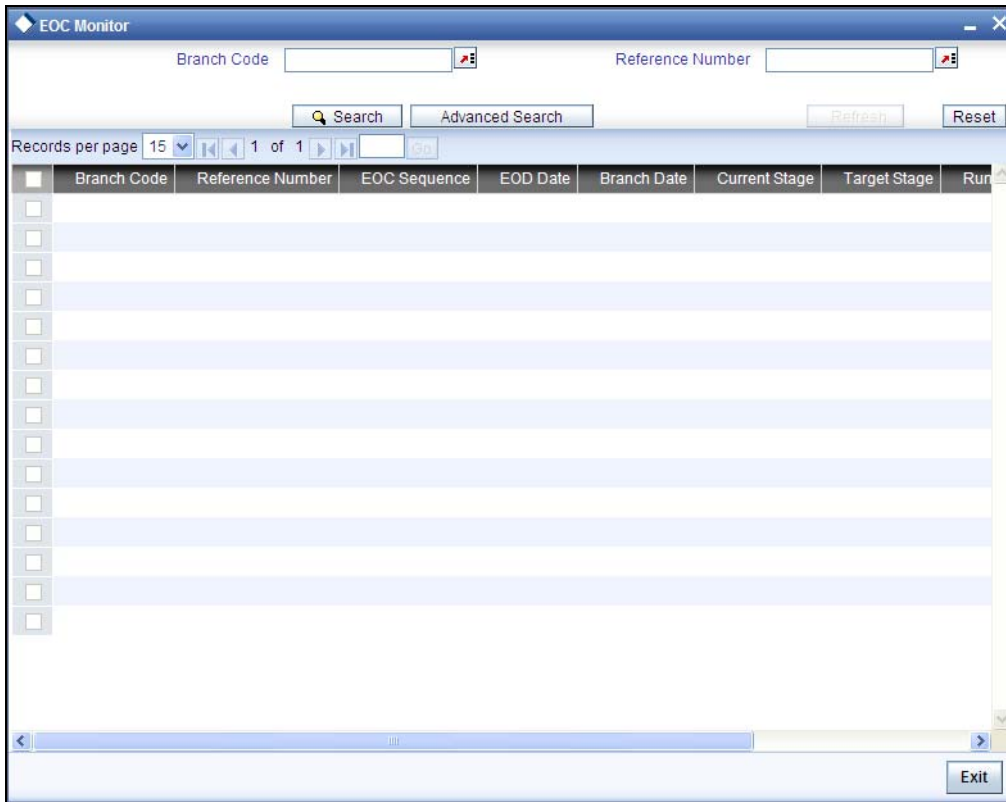 EOC Monitor
Branch Code Reference Number
Search Advanced Search Refresh Reset
Records per page 15 1 of 1 Go
Branch Code Reference Number EOC Sequence EOD Date Branch Date Current Stage Target Stage Run
Exit